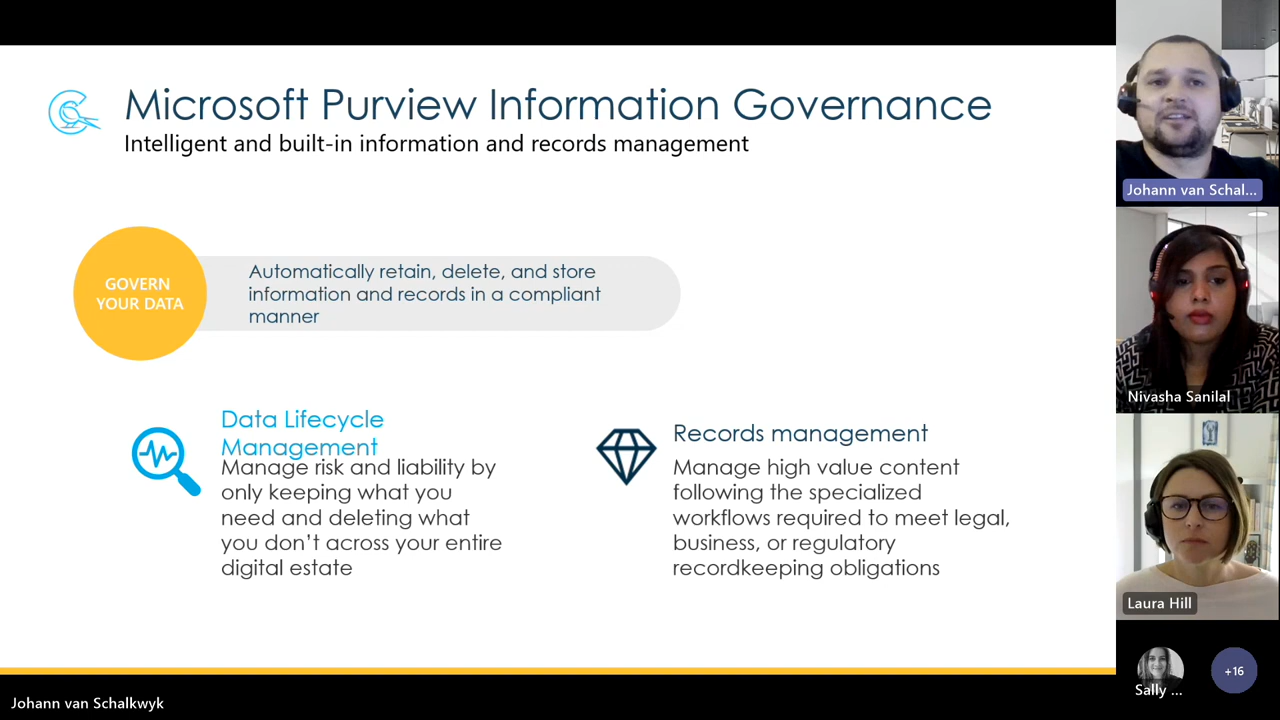 Microsoft Purview Information Governance
Intelligent and built-in information and records management
GOVERN
YOUR DATA
Automatically retain, delete, and store
information and records in a compliant
manner
Data Lifecycle
Management
Manage risk and liability by
only keeping what you
need and deleting what
you don’t across your entire
digital estate
Records management
Manage high value content
following the specialized
workflows required to meet legal,
business, or regulatory
recordkeeping obligations
Johann van Schal...
Nivasha Sanilal
Laura Hill
Sally ...
+16
Johann van Schalkwyk